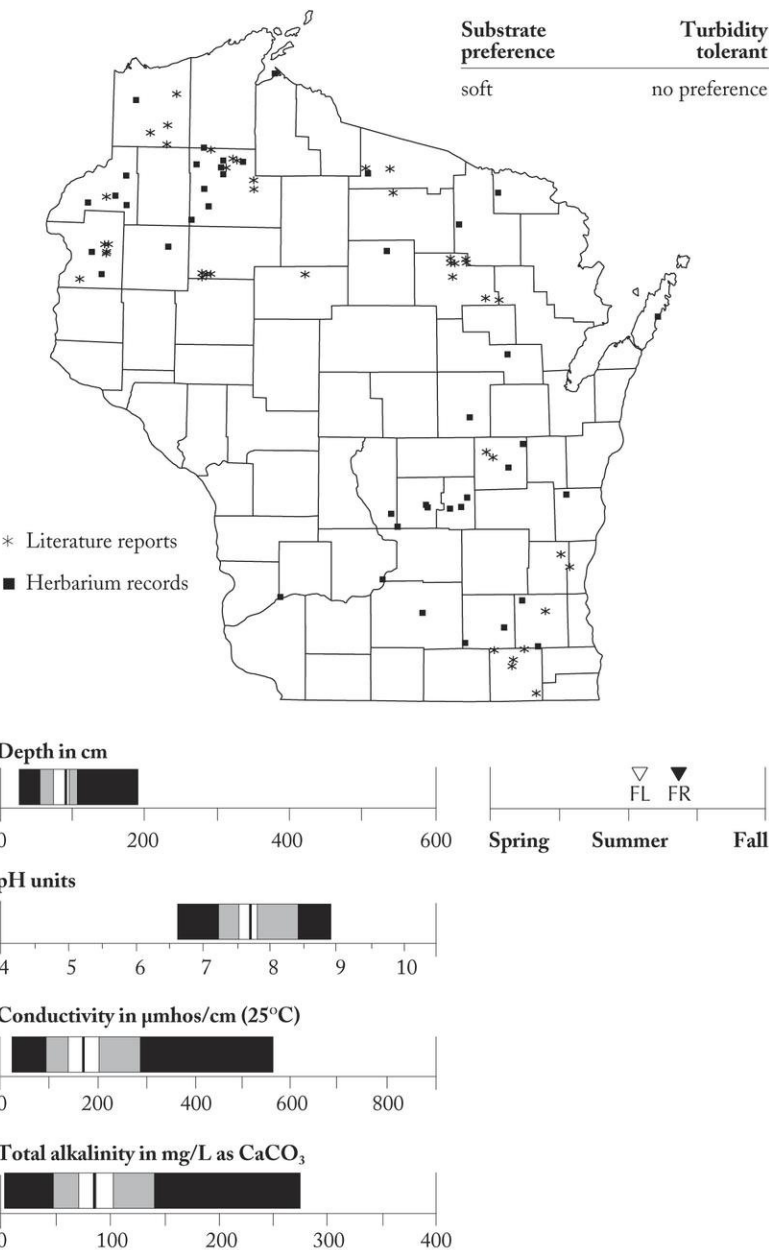 Substrate preference
Turbidity tolerant
soft
no preference
* Literature reports
■ Herbarium records
Depth in cm
0 200 400 600
FL FR
Spring Summer Fall
pH units
4 5 6 7 8 9 10
Conductivity in µmhos/cm (25°C)
0 200 400 600 800
Total alkalinity in mg/L as CaCO₃
0 100 200 300 400